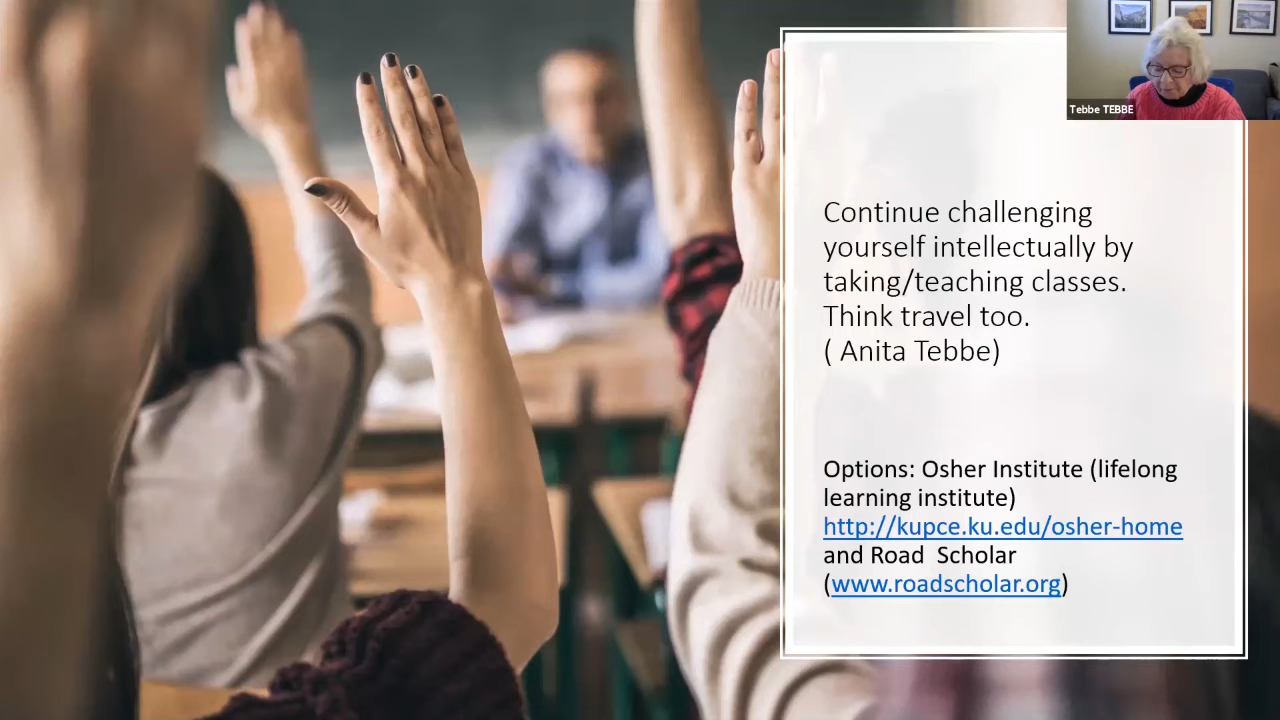 Tebbe TEBBE
Continue challenging
yourself intellectually by
taking/teaching classes.
Think travel too.
( Anita Tebbe)
Options: Osher Institute (lifelong
learning institute)
http://kupce.ku.edu/osher-home
and Road  Scholar
(www.roadscholar.org)